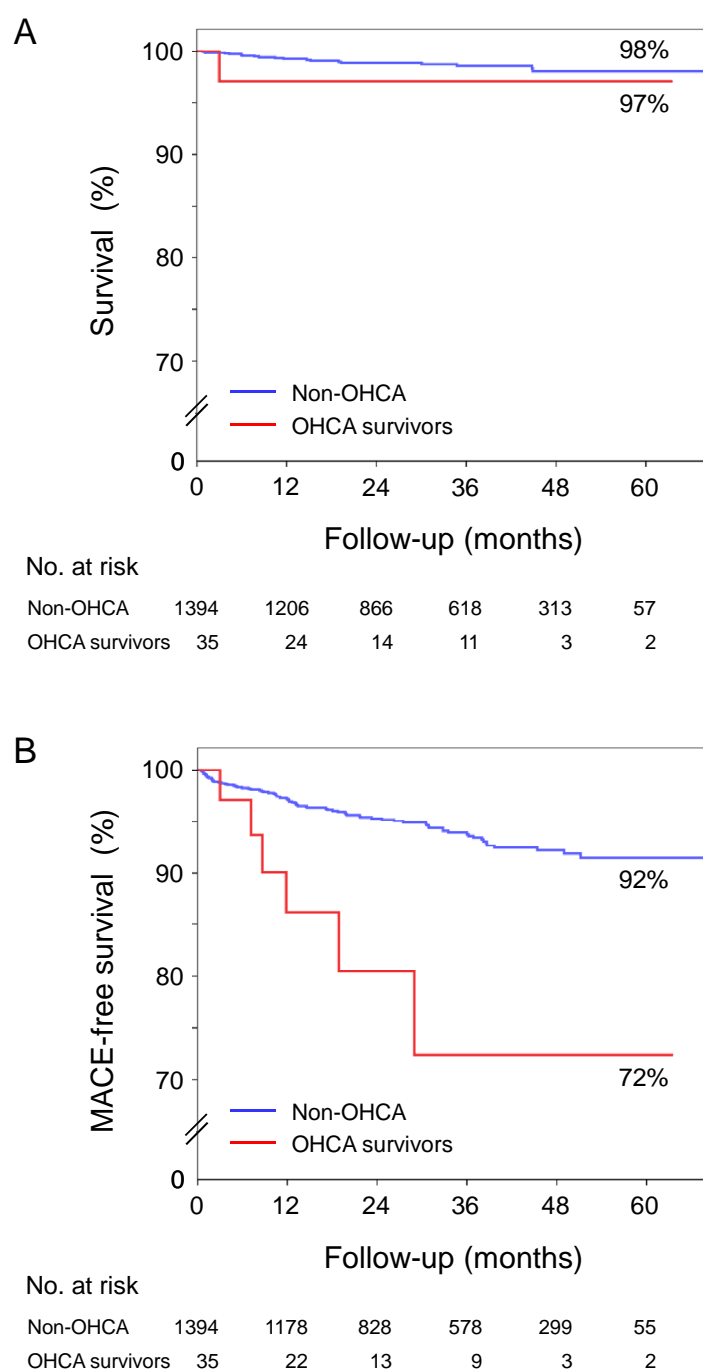 A
100
98%
97%
90
80
70
0
Survival (%)
Non-OHCA
OHCA survivors
0 12 24 36 48 60
Follow-up (months)
No. at risk
Non-OHCA 1394 1206 866 618 313 57
OHCA survivors 35 24 14 11 3 2
B
100
90
92%
80
72%
70
0
MACE-free survival (%)
Non-OHCA
OHCA survivors
0 12 24 36 48 60
Follow-up (months)
No. at risk
Non-OHCA 1394 1178 828 578 299 55
OHCA survivors 35 22 13 9 3 2